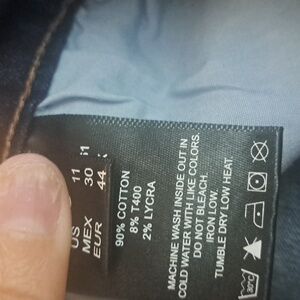 US 11
MEX 30
EUR 44
90% COTTON
8% T400
2% LYCRA
MACHINE WASH INSIDE OUT IN
COLD WATER WITH LIKE COLORS.
DO NOT BLEACH.
IRON LOW.
TUMBLE DRY LOW HEAT.